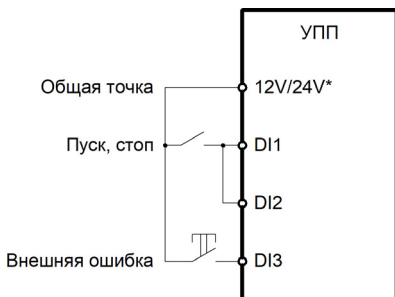 УПП
Общая точка 12V/24V*
Пуск, стоп DI1
DI2
Внешняя ошибка DI3